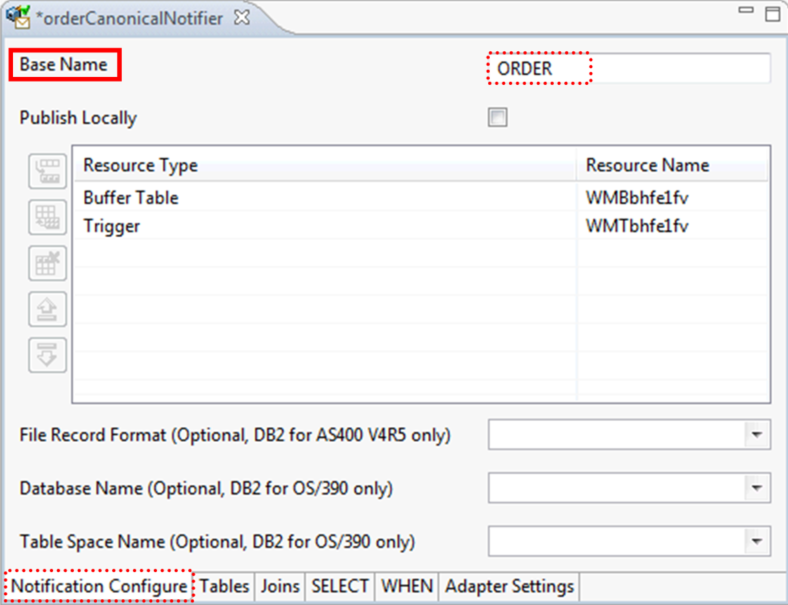 *orderCanonicalNotifier
Base Name ORDER
Publish Locally
Resource Type Resource Name
Buffer Table WMBbhfe1fv
Trigger WMTbhfe1fv
File Record Format (Optional, DB2 for AS400 V4R5 only)
Database Name (Optional, DB2 for OS/390 only)
Table Space Name (Optional, DB2 for OS/390 only)
Notification Configure Tables Joins SELECT WHEN Adapter Settings